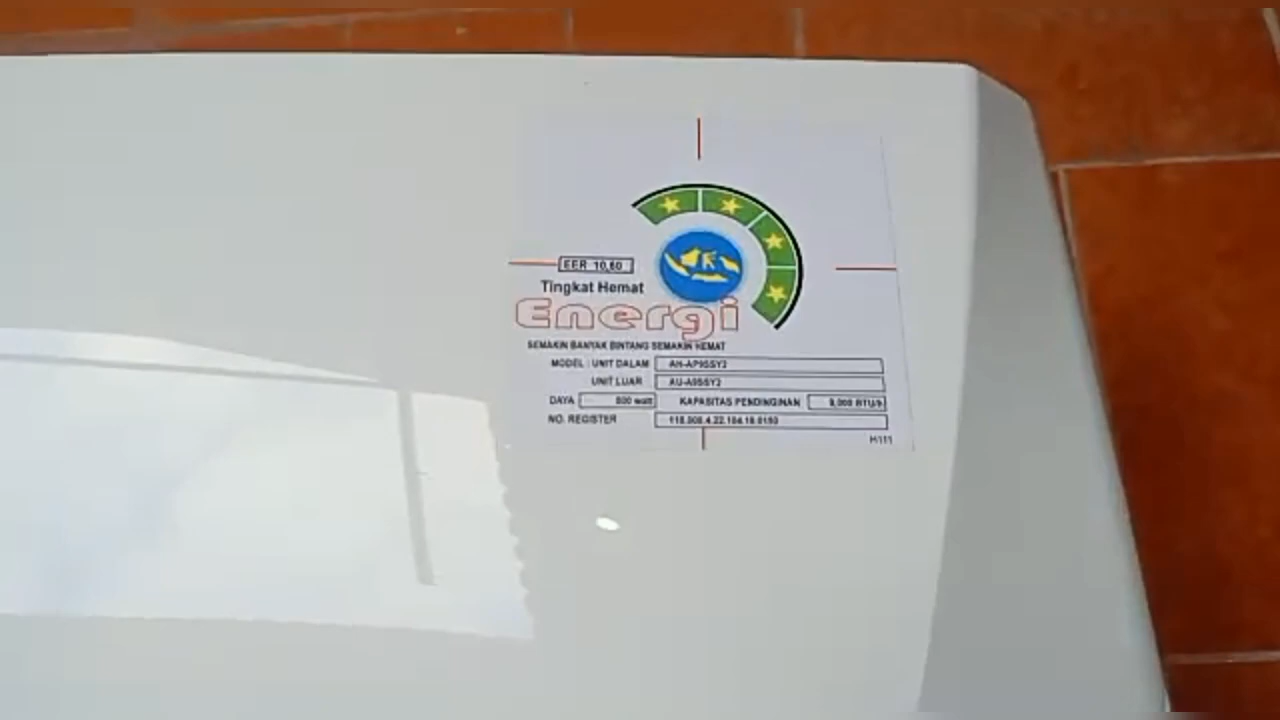 EER 10,60
Tingkat Hemat
Energi
SEMAKIN BANYAK BINTANG SEMAKIN HEMAT
MODEL : UNIT DALAM AH-AP9SSY2
UNIT LUAR AU-A9SSY2
DAYA 800 watt KAPASITAS PENDINGINAN 9,000 BTU/h
NO. REGISTER
H111